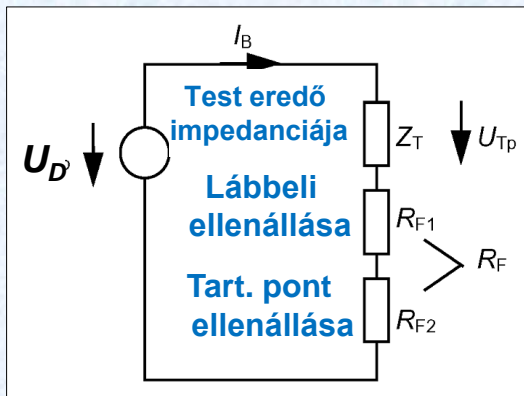 I_B
Test eredő
impedanciája
Z_T
U_Tp
U_D
Lábbeli
ellenállása
R_F1
R_F
Tart. pont
ellenállása
R_F2